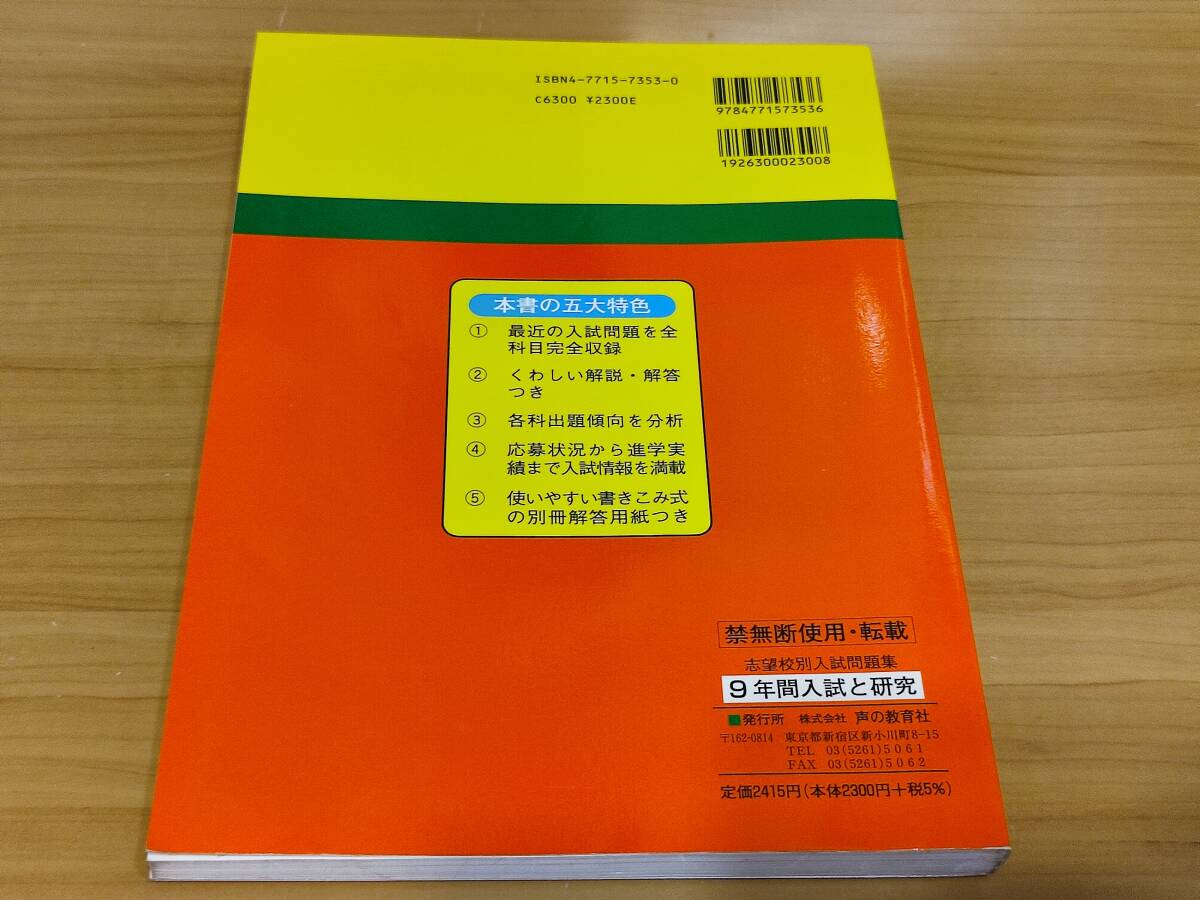 ISBN4-7715-7353-0
C6300 ¥2300E
9784771573536
1926300023008
本書の五大特色
① 最近の入試問題を全
科目完全収録
② くわしい解説・解答
つき
③ 各科出題傾向を分析
④ 応募状況から進学実
績まで入試情報を満載
⑤ 使いやすい書きこみ式
の別冊解答用紙つき
禁無断使用・転載
志望校別入試問題集
9年間入試と研究
発行所 株式会社 声の教育社
〒162-0814 東京都新宿区新小川町8-15
TEL 03(5261)5061
FAX 03(5261)5062
定価2415円(本体2300円+税5%)